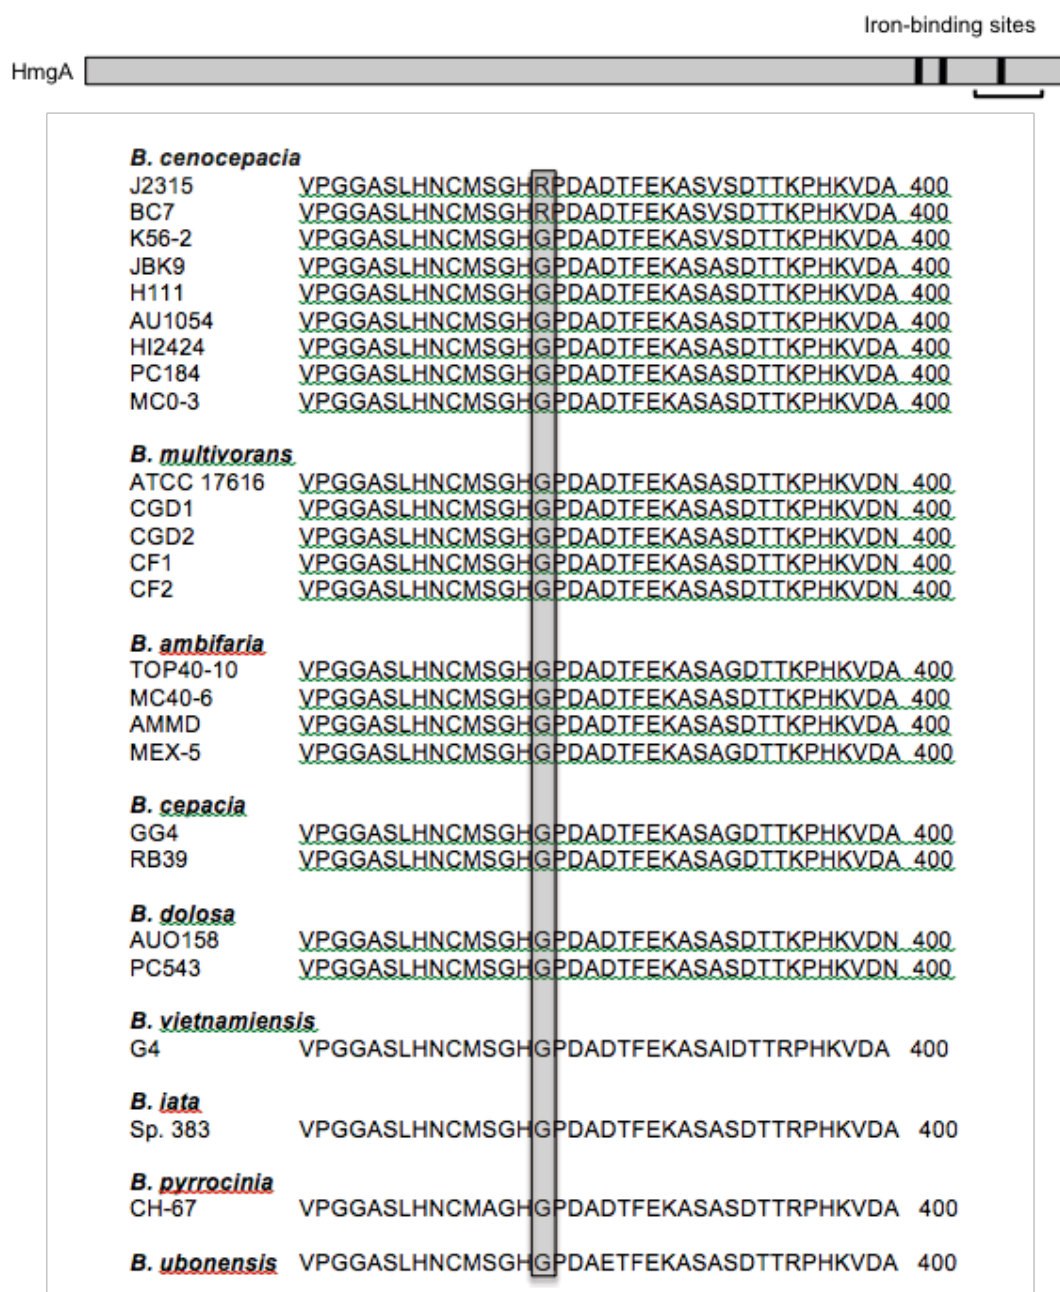 Iron-binding sites
HmgA
B. cenocepacia
J2315 VPGGASLHNCMSGHRPDADTFEKASVSDTTKPHKVDA 400
BC7 VPGGASLHNCMSGHRPDADTFEKASVSDTTKPHKVDA 400
K56-2 VPGGASLHNCMSGHGPDADTFEKASVSDTTKPHKVDA 400
JBK9 VPGGASLHNCMSGHGPDADTFEKASASDTTKPHKVDA 400
H111 VPGGASLHNCMSGHGPDADTFEKASASDTTKPHKVDA 400
AU1054 VPGGASLHNCMSGHGPDADTFEKASASDTTKPHKVDA 400
HI2424 VPGGASLHNCMSGHGPDADTFEKASASDTTKPHKVDA 400
PC184 VPGGASLHNCMSGHGPDADTFEKASASDTTKPHKVDA 400
MC0-3 VPGGASLHNCMSGHGPDADTFEKASASDTTKPHKVDA 400
B. multivorans
ATCC 17616 VPGGASLHNCMSGHGPDADTFEKASASDTTKPHKVDN 400
CGD1 VPGGASLHNCMSGHGPDADTFEKASASDTTKPHKVDN 400
CGD2 VPGGASLHNCMSGHGPDADTFEKASASDTTKPHKVDN 400
CF1 VPGGASLHNCMSGHGPDADTFEKASASDTTKPHKVDN 400
CF2 VPGGASLHNCMSGHGPDADTFEKASASDTTKPHKVDN 400
B. ambifaria
TOP40-10 VPGGASLHNCMSGHGPDADTFEKASAGDTTKPHKVDA 400
MC40-6 VPGGASLHNCMSGHGPDADTFEKASASDTTKPHKVDA 400
AMMD VPGGASLHNCMSGHGPDADTFEKASASDTTKPHKVDA 400
MEX-5 VPGGASLHNCMSGHGPDADTFEKASAGDTTKPHKVDA 400
B. cepacia
GG4 VPGGASLHNCMSGHGPDADTFEKASAGDTTKPHKVDA 400
RB39 VPGGASLHNCMSGHGPDADTFEKASAGDTTKPHKVDA 400
B. dolosa
AUO158 VPGGASLHNCMSGHGPDADTFEKASASDTTKPHKVDN 400
PC543 VPGGASLHNCMSGHGPDADTFEKASASDTTKPHKVDN 400
B. vietnamiensis
G4 VPGGASLHNCMSGHGPDADTFEKASAIDTTRPHKVDA 400
B. iata
Sp. 383 VPGGASLHNCMSGHGPDADTFEKASASDTTRPHKVDA 400
B. pyrrocinia
CH-67 VPGGASLHNCMAGHGPDADTFEKASASDTTRPHKVDA 400
B. ubonensis VPGGASLHNCMSGHGPDAETFEKASASDTTRPHKVDA 400